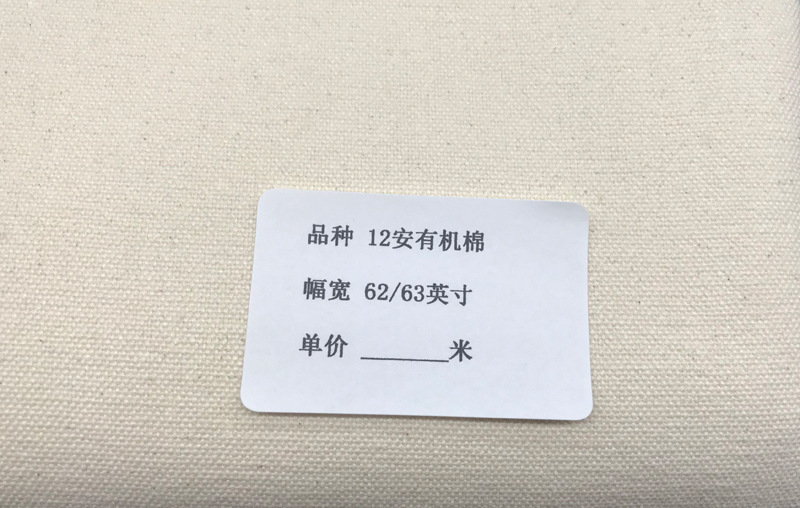 品种 12安有机棉
幅宽 62/63英寸
单价 _______米